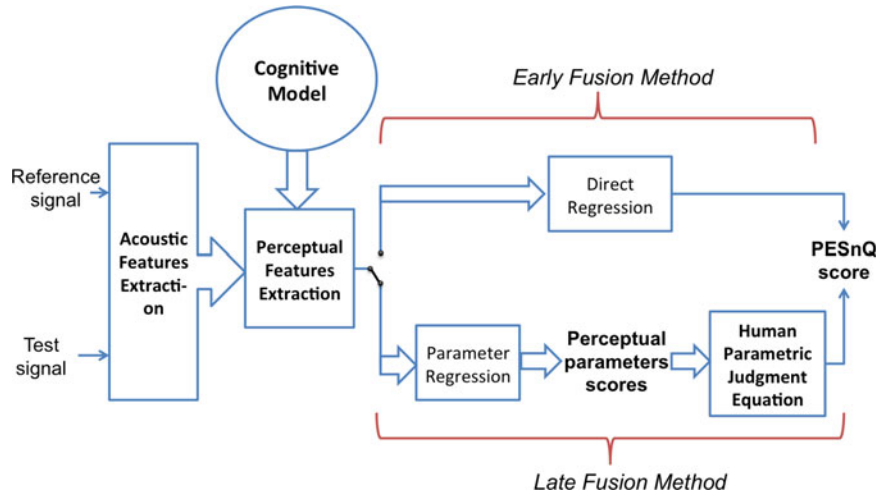 Cognitive
Model
Early Fusion Method
Reference
signal
Test
signal
Acoustic
Features
Extracti-
on
Perceptual
Features
Extraction
Direct
Regression
PESnQ
score
Parameter
Regression
Perceptual
parameters
scores
Human
Parametric
Judgment
Equation
Late Fusion Method